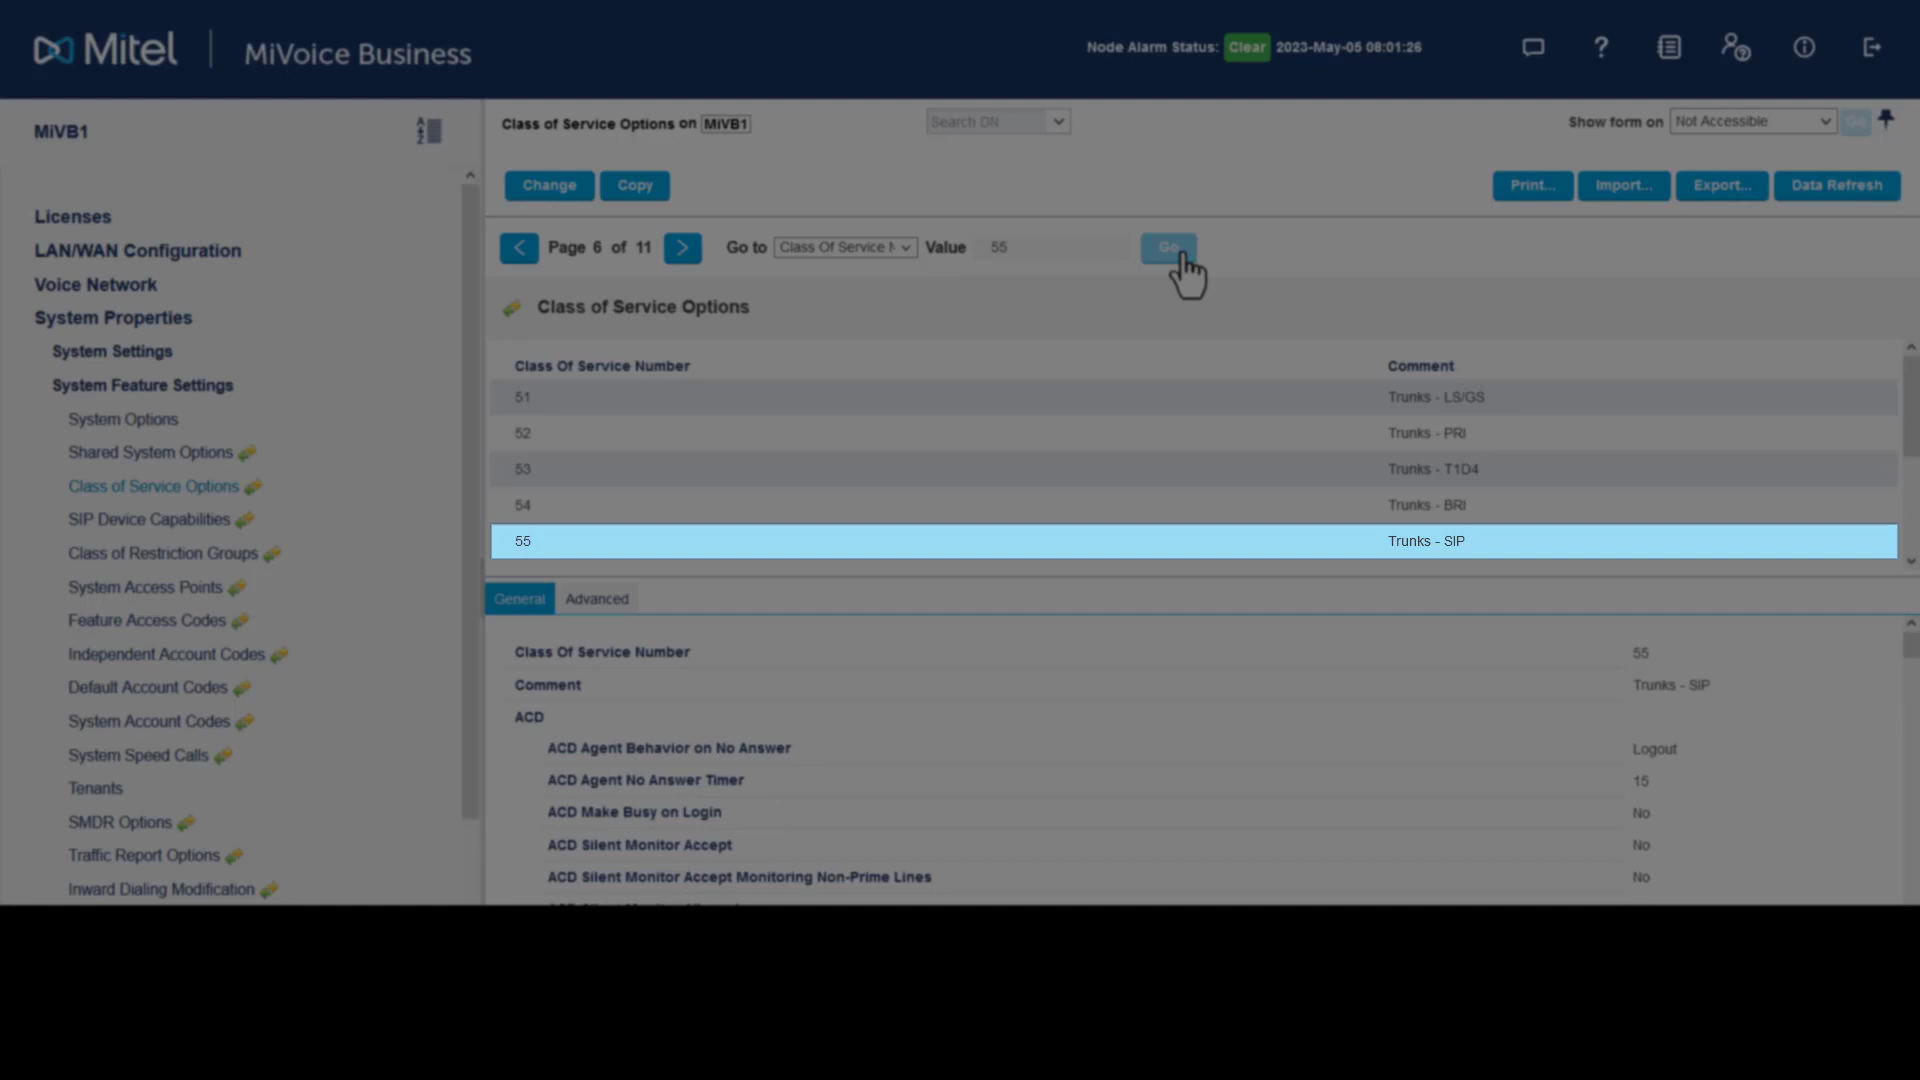 Mitel | MiVoice Business
Node Alarm Status: Clear 2023-May-05 08:01:26
MiVB1
Class of Service Options on MiVB1
Search DN
Show form on Not Accessible Go
Change Copy
Print... Import... Export... Data Refresh
Page 6 of 11 Go to Class Of Service N Value 55 Go
Class of Service Options
Class Of Service Number Comment
51 Trunks - LS/GS
52 Trunks - PRI
53 Trunks - T1D4
54 Trunks - BRI
55 Trunks - SIP
General Advanced
Class Of Service Number 55
Comment Trunks - SIP
ACD
ACD Agent Behavior on No Answer Logout
ACD Agent No Answer Timer 15
ACD Make Busy on Login No
ACD Silent Monitor Accept No
ACD Silent Monitor Accept Monitoring Non-Prime Lines No
Licenses
LAN/WAN Configuration
Voice Network
System Properties
System Settings
System Feature Settings
System Options
Shared System Options
Class of Service Options
SIP Device Capabilities
Class of Restriction Groups
System Access Points
Feature Access Codes
Independent Account Codes
Default Account Codes
System Account Codes
System Speed Calls
Tenants
SMDR Options
Traffic Report Options
Inward Dialing Modification